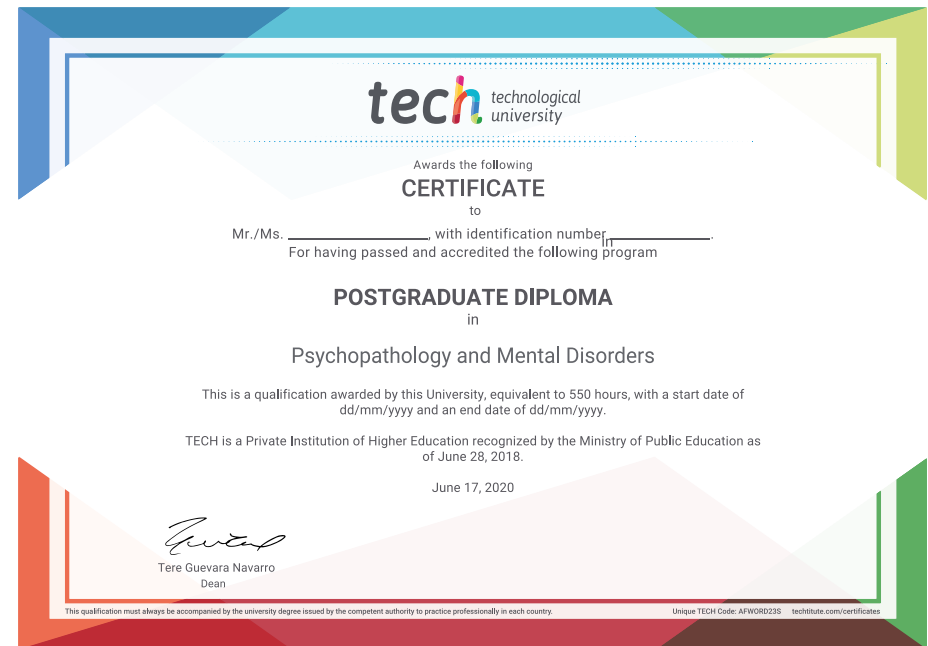 tech technological
university
Awards the following
CERTIFICATE
to
Mr./Ms. ____________________, with identification number ______________.
in
For having passed and accredited the following program
POSTGRADUATE DIPLOMA
in
Psychopathology and Mental Disorders
This is a qualification awarded by this University, equivalent to 550 hours, with a start date of
dd/mm/yyyy and an end date of dd/mm/yyyy.
TECH is a Private Institution of Higher Education recognized by the Ministry of Public Education as
of June 28, 2018.
June 17, 2020
Tere Guevara Navarro
Dean
This qualification must always be accompanied by the university degree issued by the competent authority to practice professionally in each country. Unique TECH Code: AFWORD23S techtitute.com/certificates